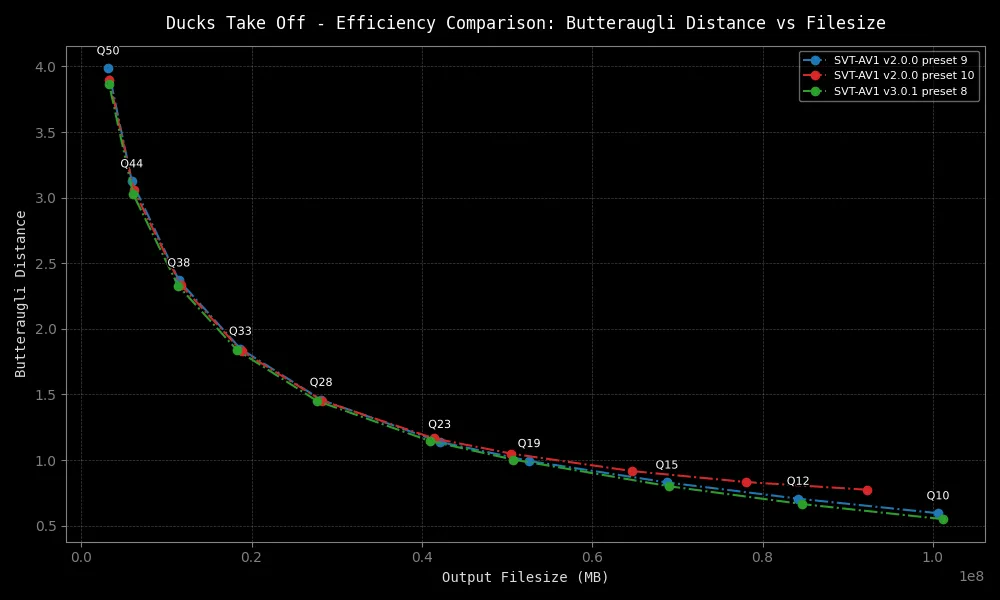 Ducks Take Off - Efficiency Comparison: Butteraugli Distance vs Filesize
SVT-AV1 v2.0.0 preset 9
SVT-AV1 v2.0.0 preset 10
SVT-AV1 v3.0.1 preset 8
Q50
Q44
Q38
Q33
Q28
Q23
Q19
Q15
Q12
Q10
Butteraugli Distance
4.0
3.5
3.0
2.5
2.0
1.5
1.0
0.5
0.0
0.2
0.4
0.6
0.8
1.0
1e8
Output Filesize (MB)